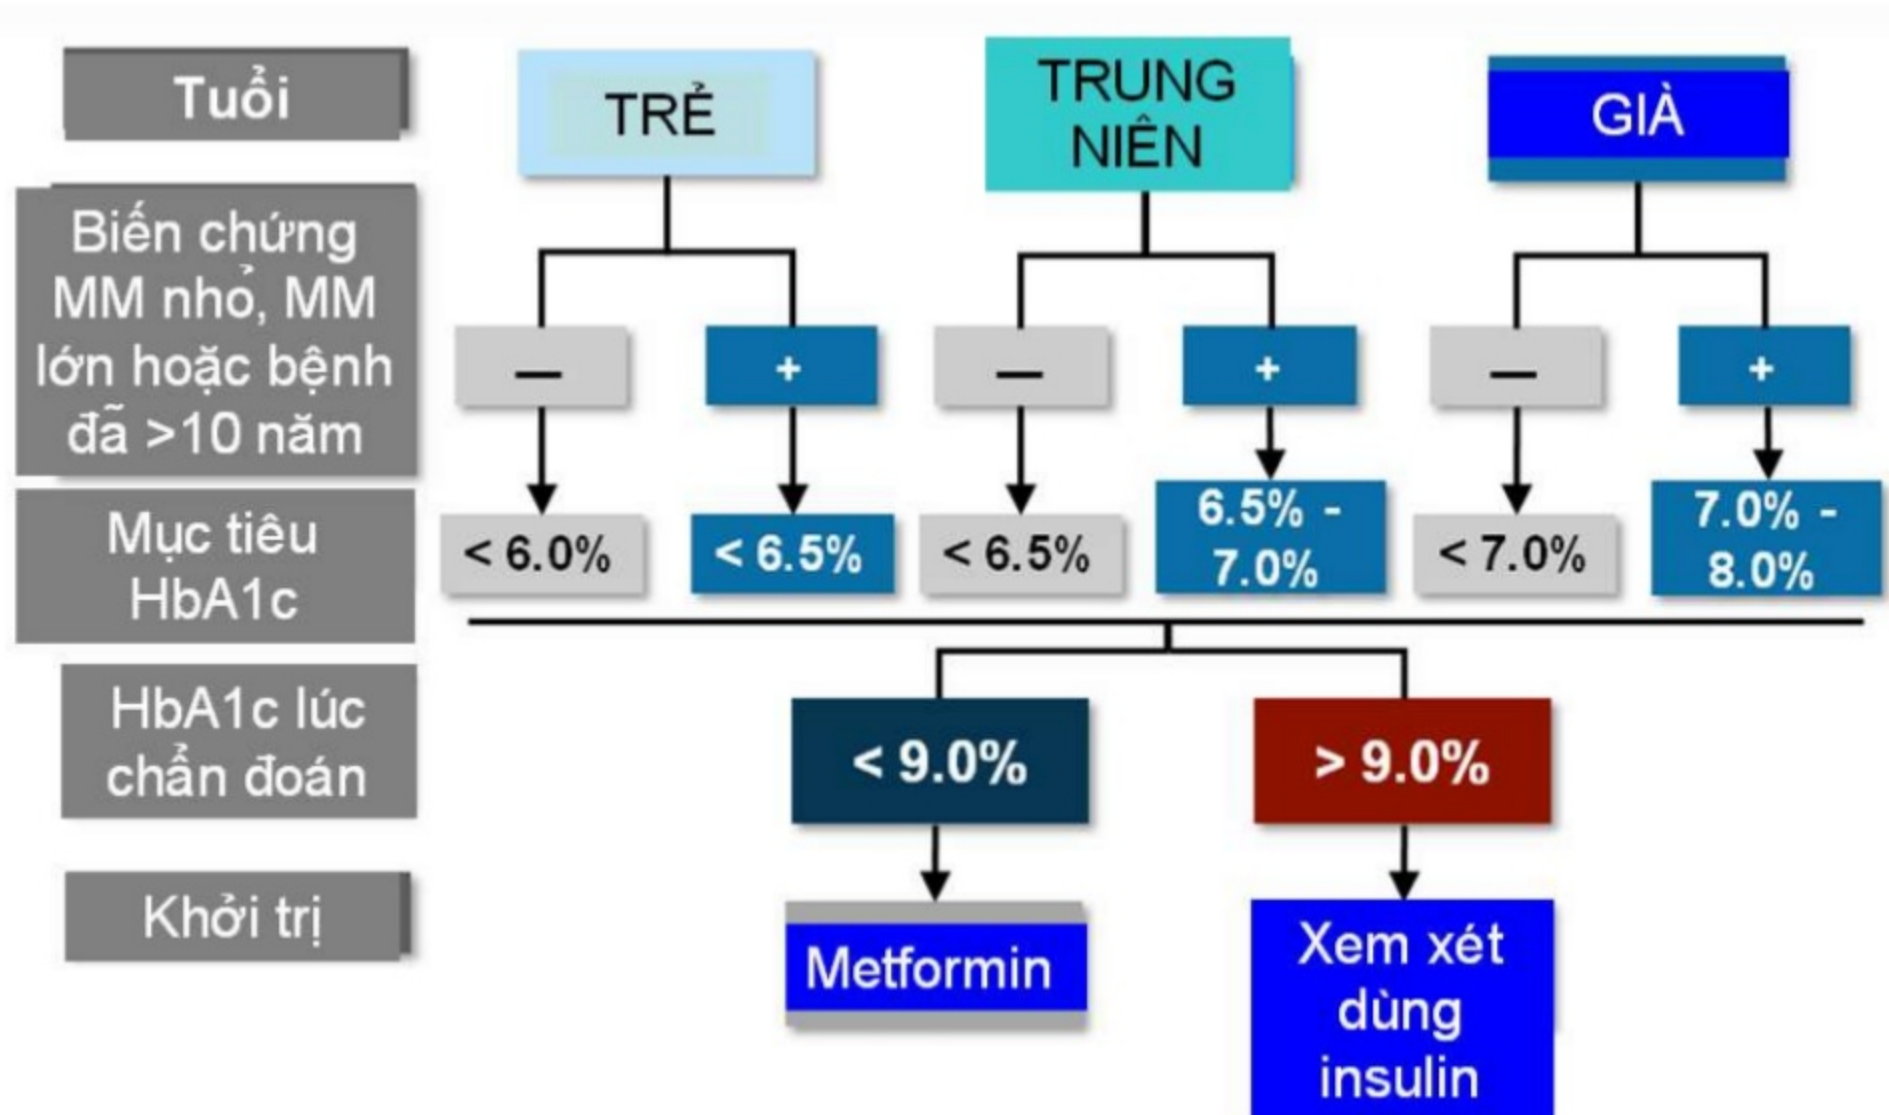 Tuổi
TRẺ
TRUNG
NIÊN
GIÀ
Biến chứng
MM nhỏ, MM
lớn hoặc bệnh
đã >10 năm
—
+
—
+
—
+
Mục tiêu
HbA1c
< 6.0%
< 6.5%
< 6.5%
6.5% -
7.0%
< 7.0%
7.0% -
8.0%
HbA1c lúc
chẩn đoán
< 9.0%
> 9.0%
Khởi trị
Metformin
Xem xét
dùng
insulin